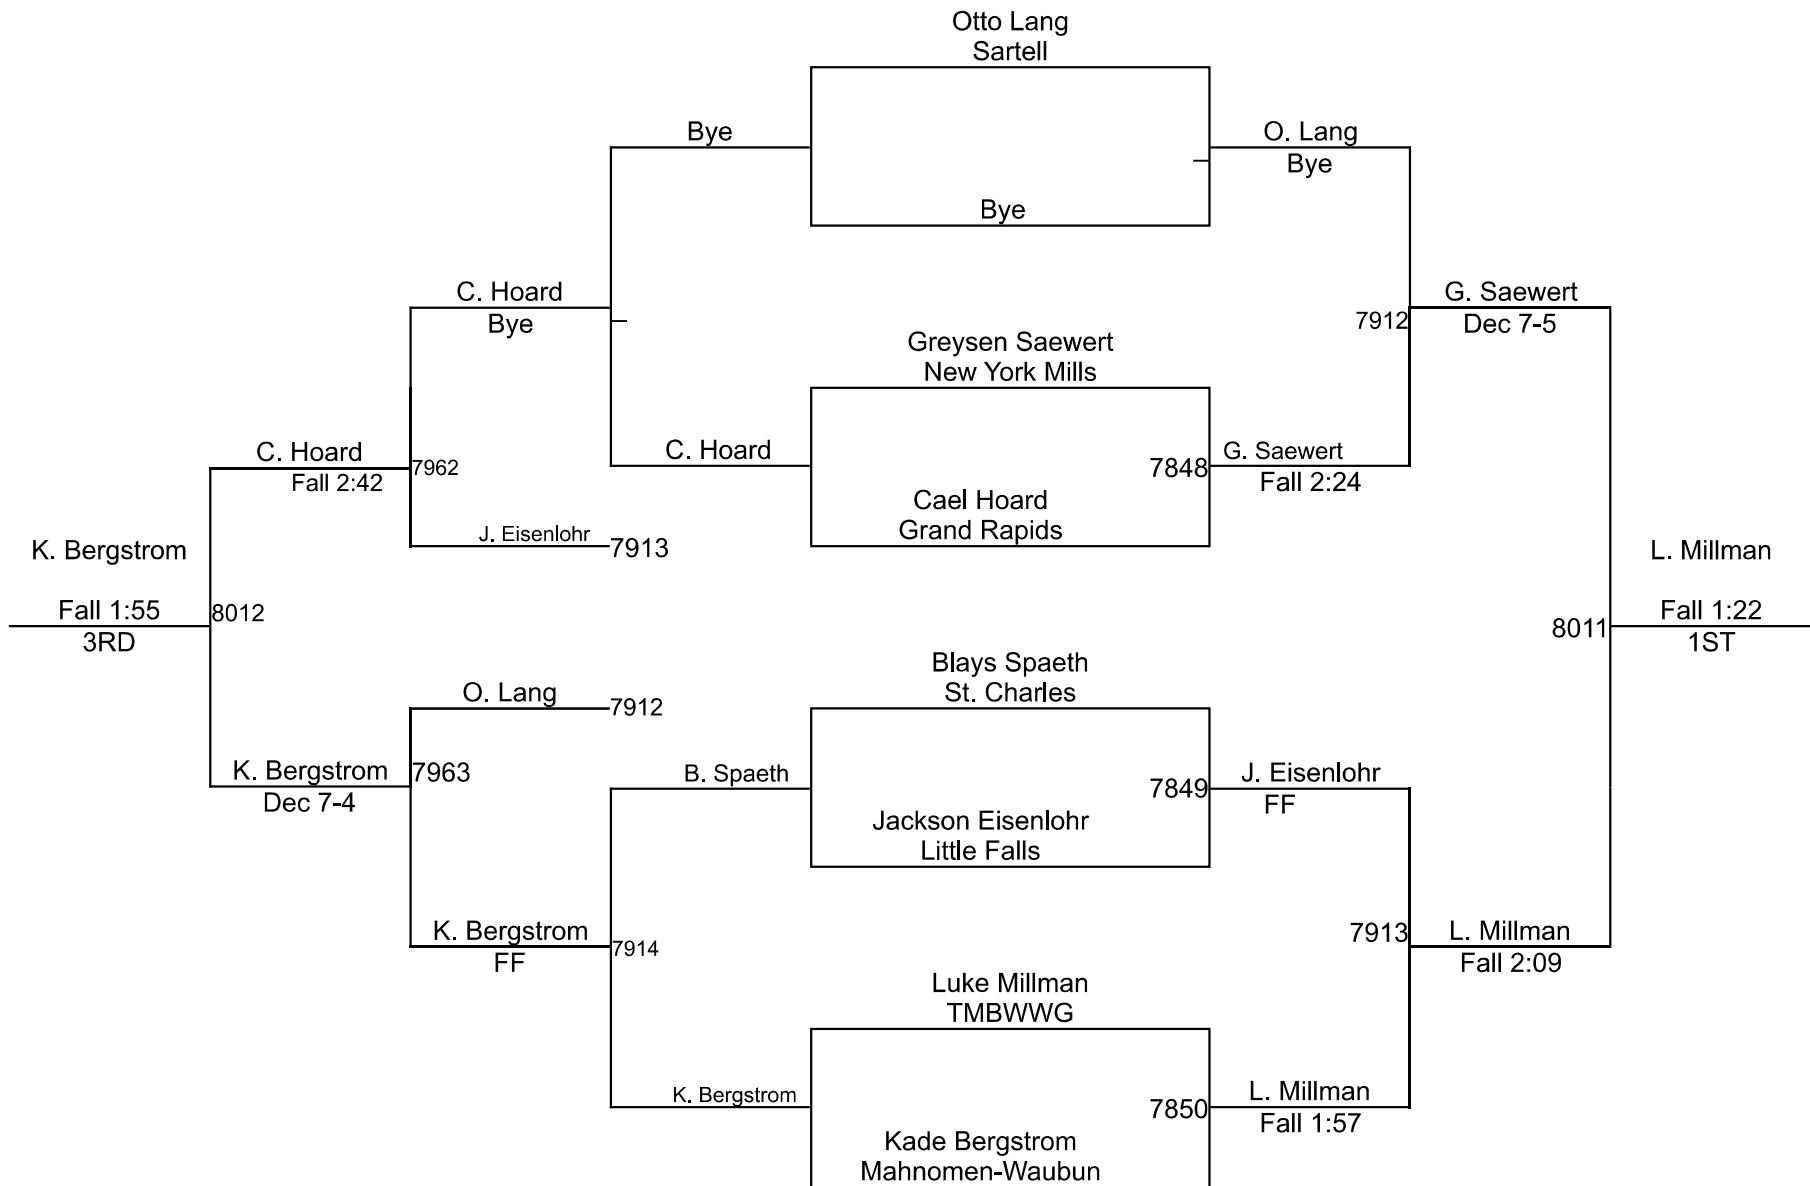 Otto Lang
Sartell
Bye
O. Lang
Bye
Bye
C. Hoard
Bye
G. Saewert
7912
Dec 7-5
Greysen Saewert
New York Mills
C. Hoard
7962
Fall 2:42
C. Hoard
7848
G. Saewert
Fall 2:24
Cael Hoard
Grand Rapids
J. Eisenlohr
7913
K. Bergstrom
L. Millman
Fall 1:55
8012
3RD
8011
Fall 1:22
1ST
Blays Spaeth
St. Charles
O. Lang
7912
K. Bergstrom
7963
Dec 7-4
B. Spaeth
7849
J. Eisenlohr
FF
Jackson Eisenlohr
Little Falls
K. Bergstrom
7914
FF
7913
L. Millman
Fall 2:09
Luke Millman
TMBWWG
K. Bergstrom
7850
L. Millman
Fall 1:57
Kade Bergstrom
Mahnomen-Waubun